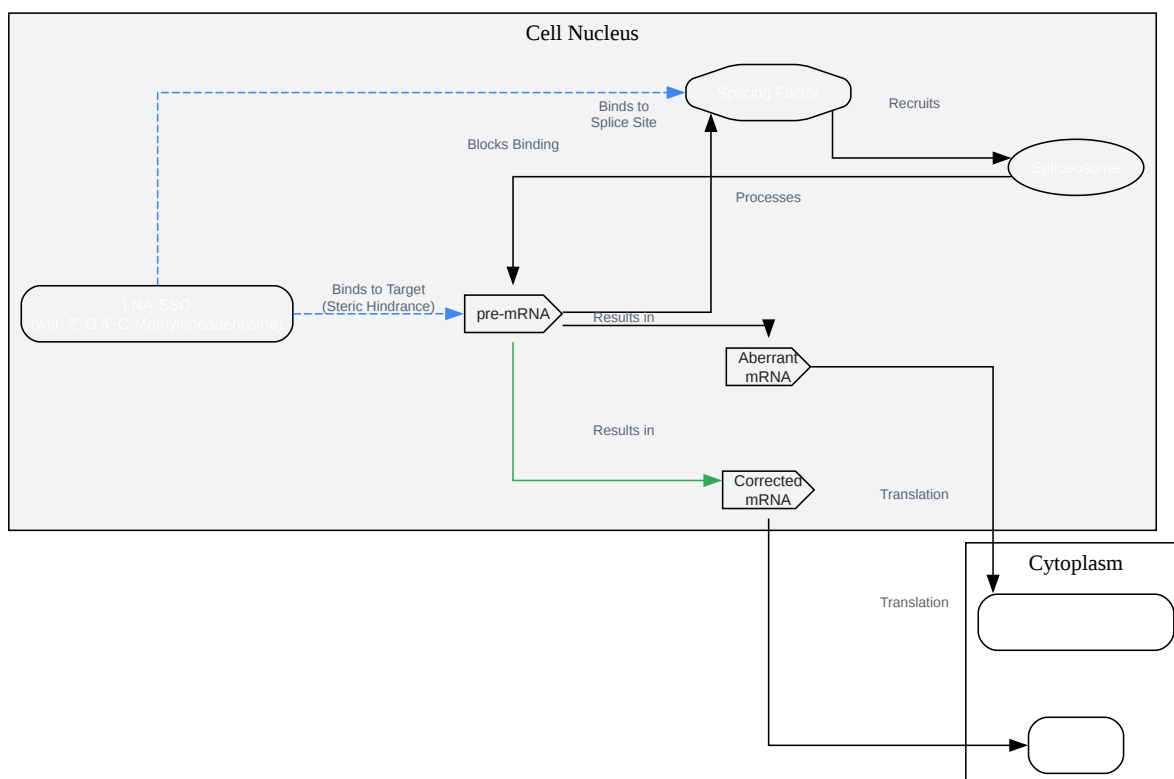 Cell Nucleus
Splicing Factor
Recruits
Binds to
Splice Site
Blocks Binding
Spliceosome
Processes
LNA-SSO
(with 2'-O,4'-C-Methyleneadenosine)
Binds to Target
(Steric Hindrance)
pre-mRNA
Results in
Aberrant
mRNA
Results in
Corrected
mRNA
Translation
Cytoplasm
Translation